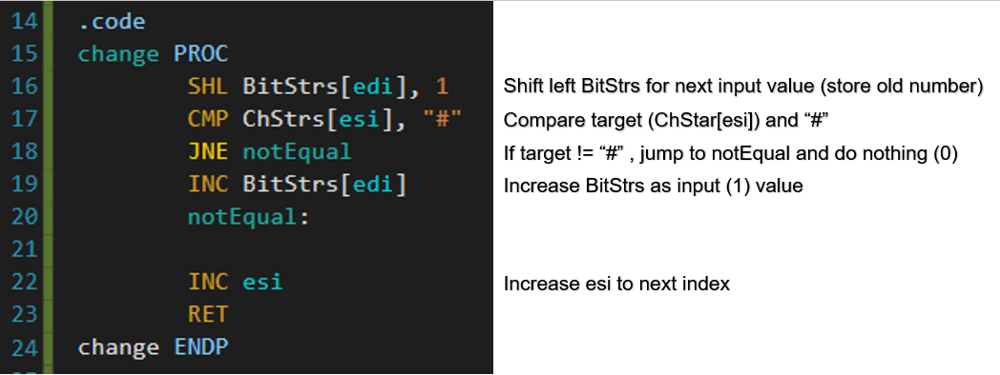 14 .code
15 change PROC
16 SHL BitStrs[edi], 1 Shift left BitStrs for next input value (store old number)
17 CMP ChStrs[esi], "#" Compare target (ChStar[esi]) and “#”
18 JNE notEqual If target != “#” , jump to notEqual and do nothing (0)
19 INC BitStrs[edi] Increase BitStrs as input (1) value
20 notEqual:
21
22 INC esi Increase esi to next index
23 RET
24 change ENDP